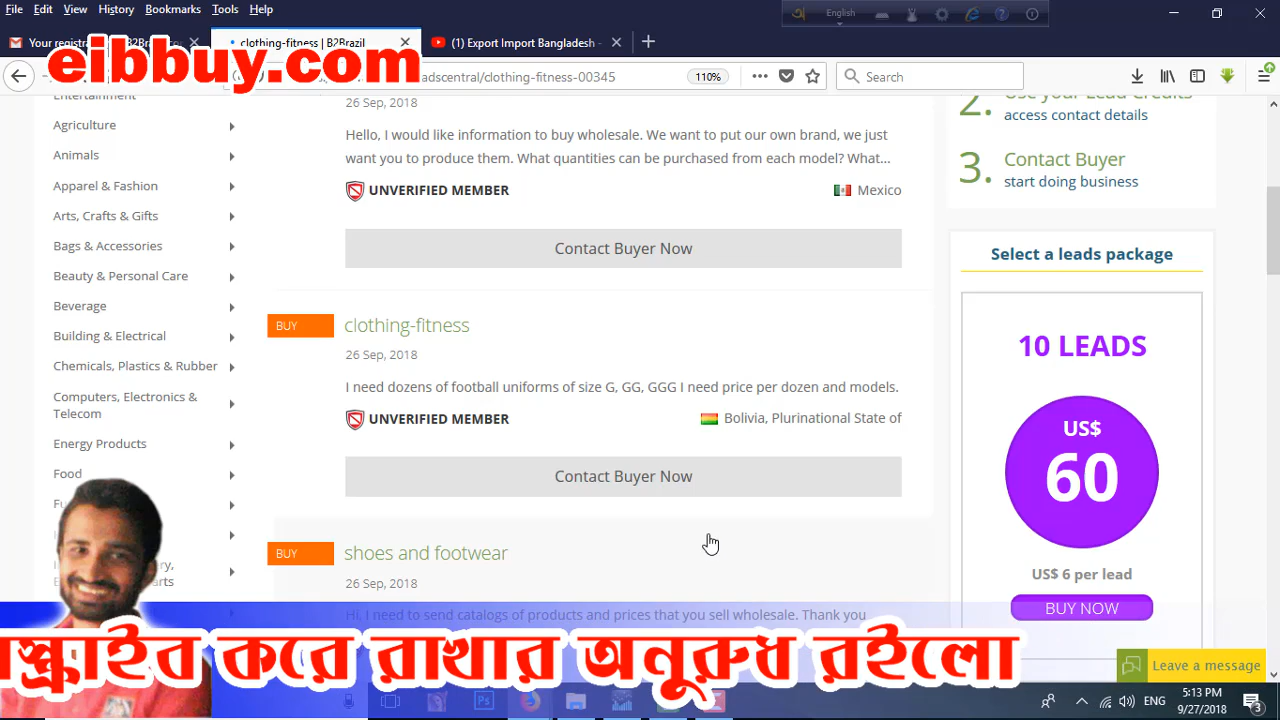 File Edit View History Bookmarks Tools Help
English
clothing-fitness | B2Brazil
(1) Export Import Bangladesh -
eibbuy.com
adscentral/clothing-fitness-00345
110%
Search
Agriculture
Animals
Apparel & Fashion
Arts, Crafts & Gifts
Bags & Accessories
Beauty & Personal Care
Beverage
Building & Electrical
Chemicals, Plastics & Rubber
Computers, Electronics &
Telecom
Energy Products
Food
26 Sep, 2018
Hello, I would like information to buy wholesale. We want to put our own brand, we just
want you to produce them. What quantities can be purchased from each model? What...
UNVERIFIED MEMBER
Mexico
Contact Buyer Now
BUY
clothing-fitness
26 Sep, 2018
I need dozens of football uniforms of size G, GG, GGG I need price per dozen and models.
UNVERIFIED MEMBER
Bolivia, Plurinational State of
Contact Buyer Now
BUY
shoes and footwear
26 Sep, 2018
Hi, I need to send catalogs of products and prices that you sell wholesale. Thank you
2. Use your Lead Credits
access contact details
3. Contact Buyer
start doing business
Select a leads package
10 LEADS
US$
60
US$ 6 per lead
BUY NOW
Leave a message
স্ক্রাইব করে রাখার অনুরুধ রইলো
ENG
5:13 PM
9/27/2018
3